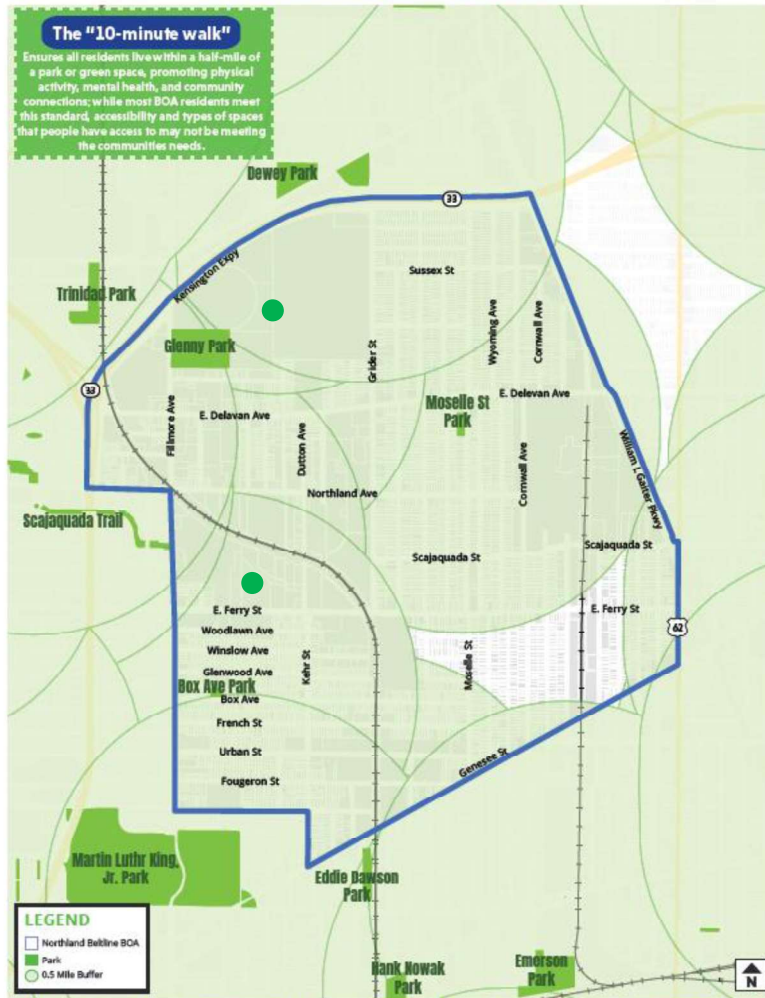 The "10-minute walk"
Ensures all residents live within a half-mile of
a park or green space, promoting physical
activity, mental health, and community
connections; while most BOA residents meet
this standard, accessibility and types of spaces
that people have access to may not be meeting
the communities needs.
Dewey Park
33
Kensington Expy
Sussex St
Trinidad Park
Glenny Park
Grider St
Wyoming Ave
Cornwall Ave
33
Fillmore Ave
E. Delavan Ave
Dutton Ave
Moselle St
Park
E. Delevan Ave
Cornwall Ave
William L Gaiter Pkwy
Northland Ave
Scajaquada Trail
Scajaquada St
Scajaquada St
E. Ferry St
E. Ferry St
62
Woodlawn Ave
Winslow Ave
Kehr St
Moselle St
Glenwood Ave
Box Ave Park
Box Ave
French St
Urban St
Genesee St
Fougeron St
Martin Luthr King,
Jr. Park
Eddie Dawson
Park
LEGEND
Northland Beltline BOA
Park
0.5 Mile Buffer
Hank Nowak
Park
Emerson
Park
N